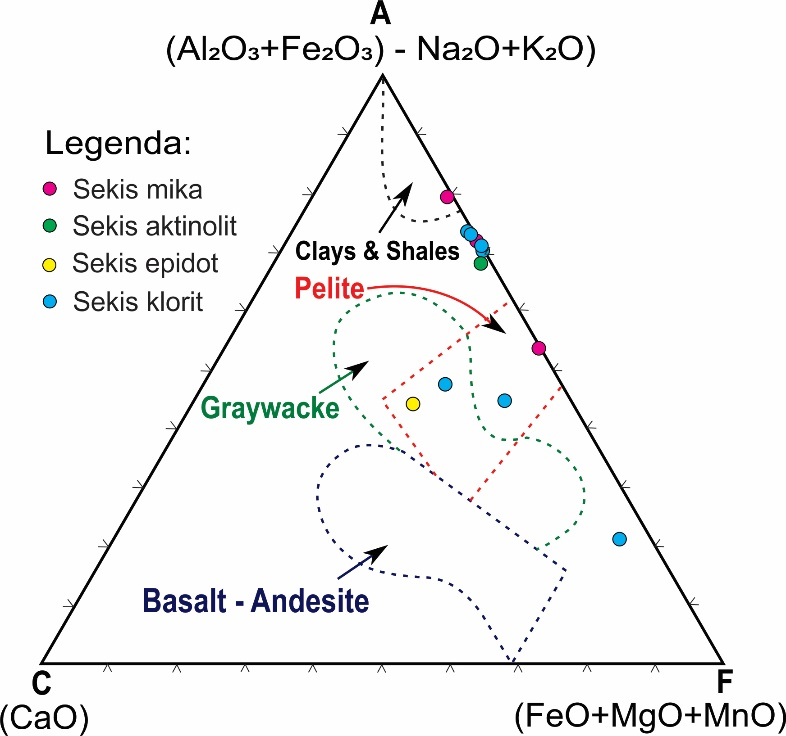 A
(Al₂O₃+Fe₂O₃) - Na₂O+K₂O)
Legenda:
Sekis mika
Sekis aktinolit
Sekis epidot
Sekis klorit
Clays & Shales
Pelite
Graywacke
Basalt - Andesite
C
(CaO)
F
(FeO+MgO+MnO)